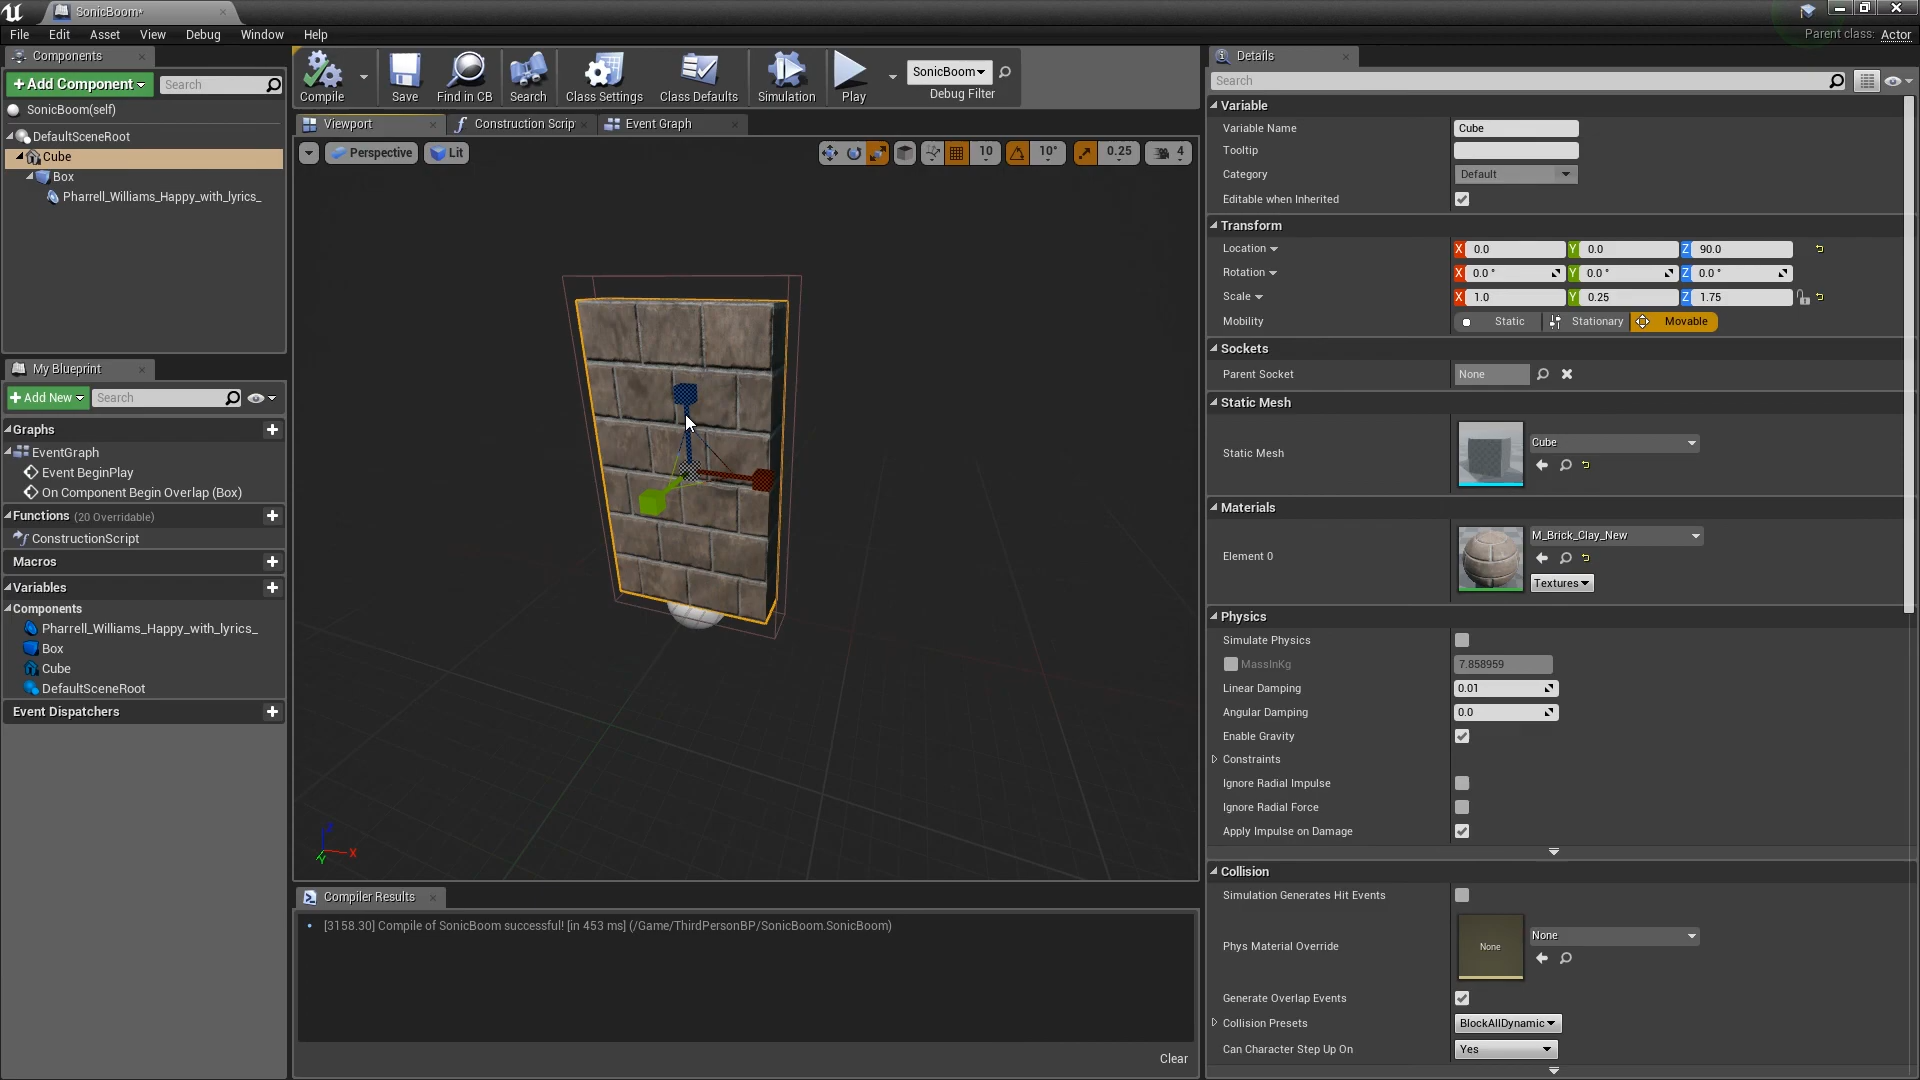 SonicBoom*
File Edit Asset View Debug Window Help
Parent class: Actor
Components
+ Add Component
Search
SonicBoom(self)
DefaultSceneRoot
Cube
Box
Pharrell_Williams_Happy_with_lyrics_
My Blueprint
+ Add New
Search
Graphs
EventGraph
Event BeginPlay
On Component Begin Overlap (Box)
Functions (20 Overridable)
ConstructionScript
Macros
Variables
Components
Pharrell_Williams_Happy_with_lyrics_
Box
Cube
DefaultSceneRoot
Event Dispatchers
Compile
Save
Find in CB
Search
Class Settings
Class Defaults
Simulation
Play
SonicBoom
Debug Filter
Viewport
Construction Scrip
Event Graph
Perspective
Lit
10
10°
0.25
4
Z
X
Y
Compiler Results
[3158.30] Compile of SonicBoom successful! [in 453 ms] (/Game/ThirdPersonBP/SonicBoom.SonicBoom)
Clear
Details
Search
Variable
Variable Name Cube
Tooltip
Category Default
Editable when Inherited
Transform
Location X 0.0 Y 0.0 Z 90.0
Rotation X 0.0 ° Y 0.0 ° Z 0.0 °
Scale X 1.0 Y 0.25 Z 1.75
Mobility Static Stationary Movable
Sockets
Parent Socket None
Static Mesh
Static Mesh Cube
Materials
Element 0 M_Brick_Clay_New
Textures
Physics
Simulate Physics
MassInKg 7.858959
Linear Damping 0.01
Angular Damping 0.0
Enable Gravity
Constraints
Ignore Radial Impulse
Ignore Radial Force
Apply Impulse on Damage
Collision
Simulation Generates Hit Events
Phys Material Override None None
Generate Overlap Events
Collision Presets BlockAllDynamic
Can Character Step Up On Yes